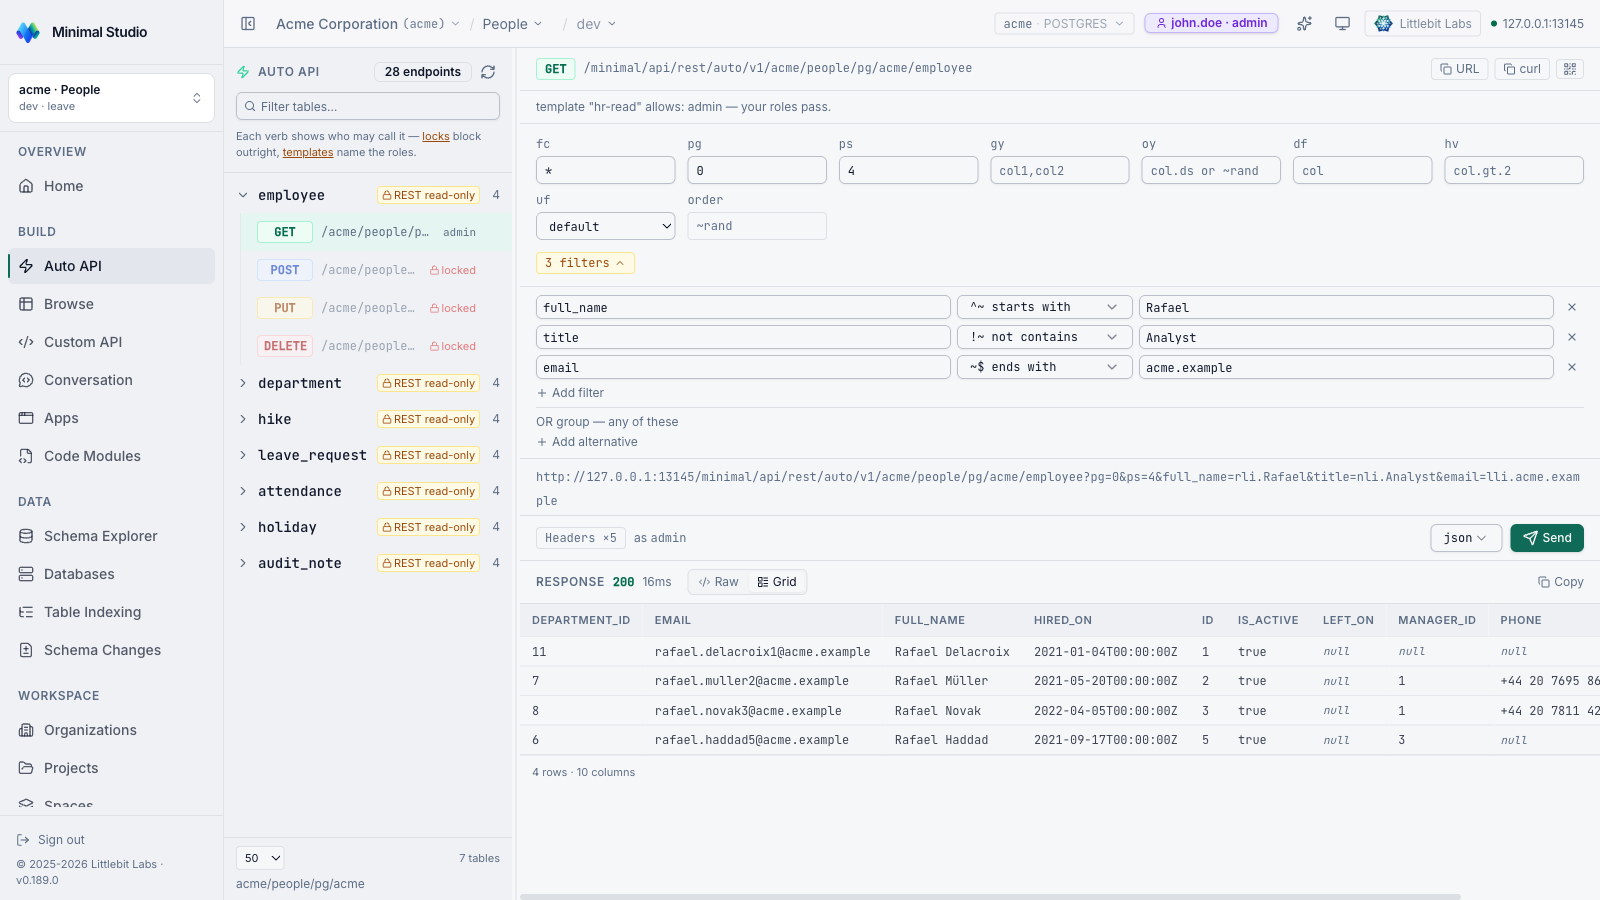 Minimal Studio
acme · People
dev · leave
OVERVIEW
Home
BUILD
Auto API
Browse
Custom API
Conversation
Apps
Code Modules
DATA
Schema Explorer
Databases
Table Indexing
Schema Changes
WORKSPACE
Organizations
Projects
Spaces
Sign out
© 2025-2026 Littlebit Labs ·
v0.189.0
Acme Corporation (acme) / People / dev
acme · POSTGRES
john.doe · admin
Littlebit Labs
127.0.0.1:13145
AUTO API
28 endpoints
Filter tables...
Each verb shows who may call it — locks block
outright, templates name the roles.
employee REST read-only 4
GET /acme/people/p… admin
POST /acme/people… locked
PUT /acme/people… locked
DELETE /acme/people… locked
department REST read-only 4
hike REST read-only 4
leave_request REST read-only 4
attendance REST read-only 4
holiday REST read-only 4
audit_note REST read-only 4
50
7 tables
acme/people/pg/acme
GET /minimal/api/rest/auto/v1/acme/people/pg/acme/employee
URL
curl
template "hr-read" allows: admin — your roles pass.
fc pg ps gy oy df hv
* 0 4 col1,col2 col.ds or ~rand col col.gt.2
uf order
default ~rand
3 filters
full_name ^~ starts with Rafael ×
title !~ not contains Analyst ×
email ~$ ends with acme.example ×
+ Add filter
OR group — any of these
+ Add alternative
http://127.0.0.1:13145/minimal/api/rest/auto/v1/acme/people/pg/acme/employee?pg=0&ps=4&full_name=rli.Rafael&title=nli.Analyst&email=lli.acme.exam
ple
Headers ×5 as admin
json
Send
RESPONSE 200 16ms
Raw
Grid
Copy
DEPARTMENT_ID EMAIL FULL_NAME HIRED_ON ID IS_ACTIVE LEFT_ON MANAGER_ID PHONE
11 rafael.delacroix1@acme.example Rafael Delacroix 2021-01-04T00:00:00Z 1 true null null null
7 rafael.muller2@acme.example Rafael Müller 2021-05-20T00:00:00Z 2 true null 1 +44 20 7695 86
8 rafael.novak3@acme.example Rafael Novak 2022-04-05T00:00:00Z 3 true null 1 +44 20 7811 42
6 rafael.haddad5@acme.example Rafael Haddad 2021-09-17T00:00:00Z 5 true null 3 null
4 rows · 10 columns